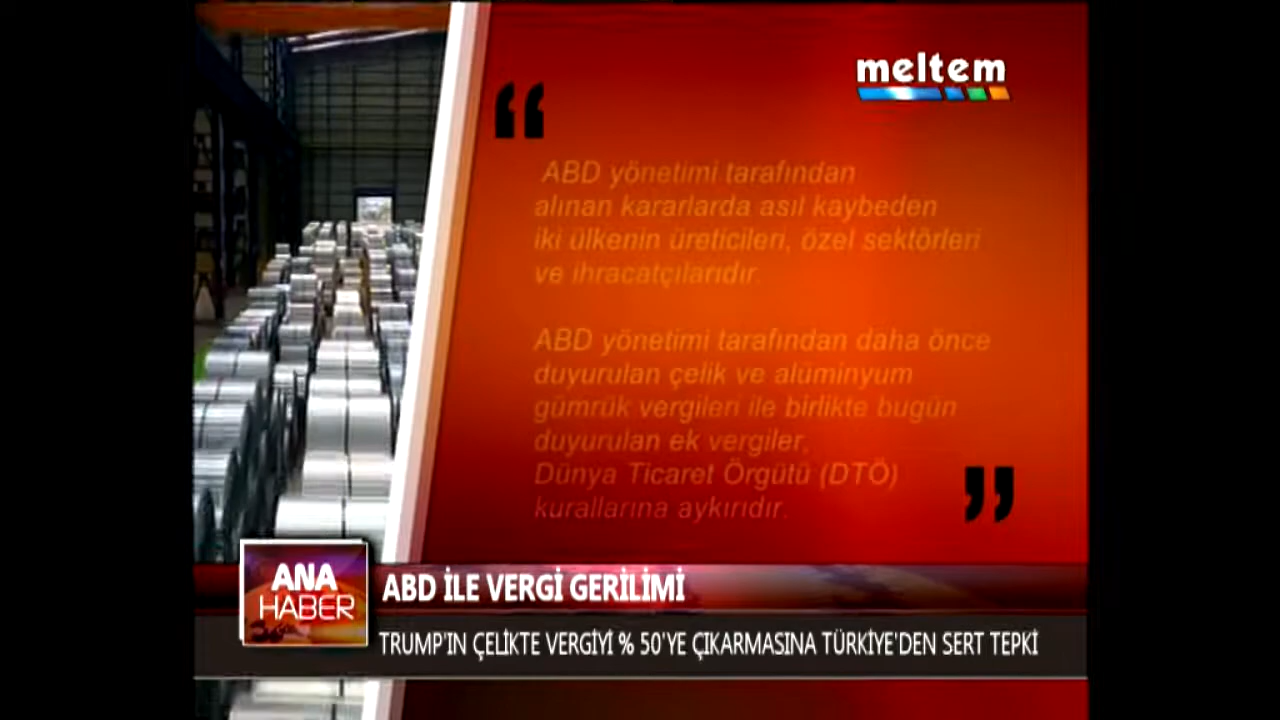 meltem
“
ABD yönetimi tarafından
alınan kararlarda asıl kaybeden
iki ülkenin üreticileri, özel sektörleri
ve ihracatçılarıdır.
ABD yönetimi tarafından daha önce
duyurulan çelik ve alüminyum
gümrük vergileri ile birlikte bugün
duyurulan ek vergiler,
Dünya Ticaret Örgütü (DTÖ)
kurallarına aykırıdır.
”
ANA
HABER
ABD İLE VERGİ GERİLİMİ
TRUMP'IN ÇELİKTE VERGİYİ % 50'YE ÇIKARMASINA TÜRKİYE'DEN SERT TEPKİ